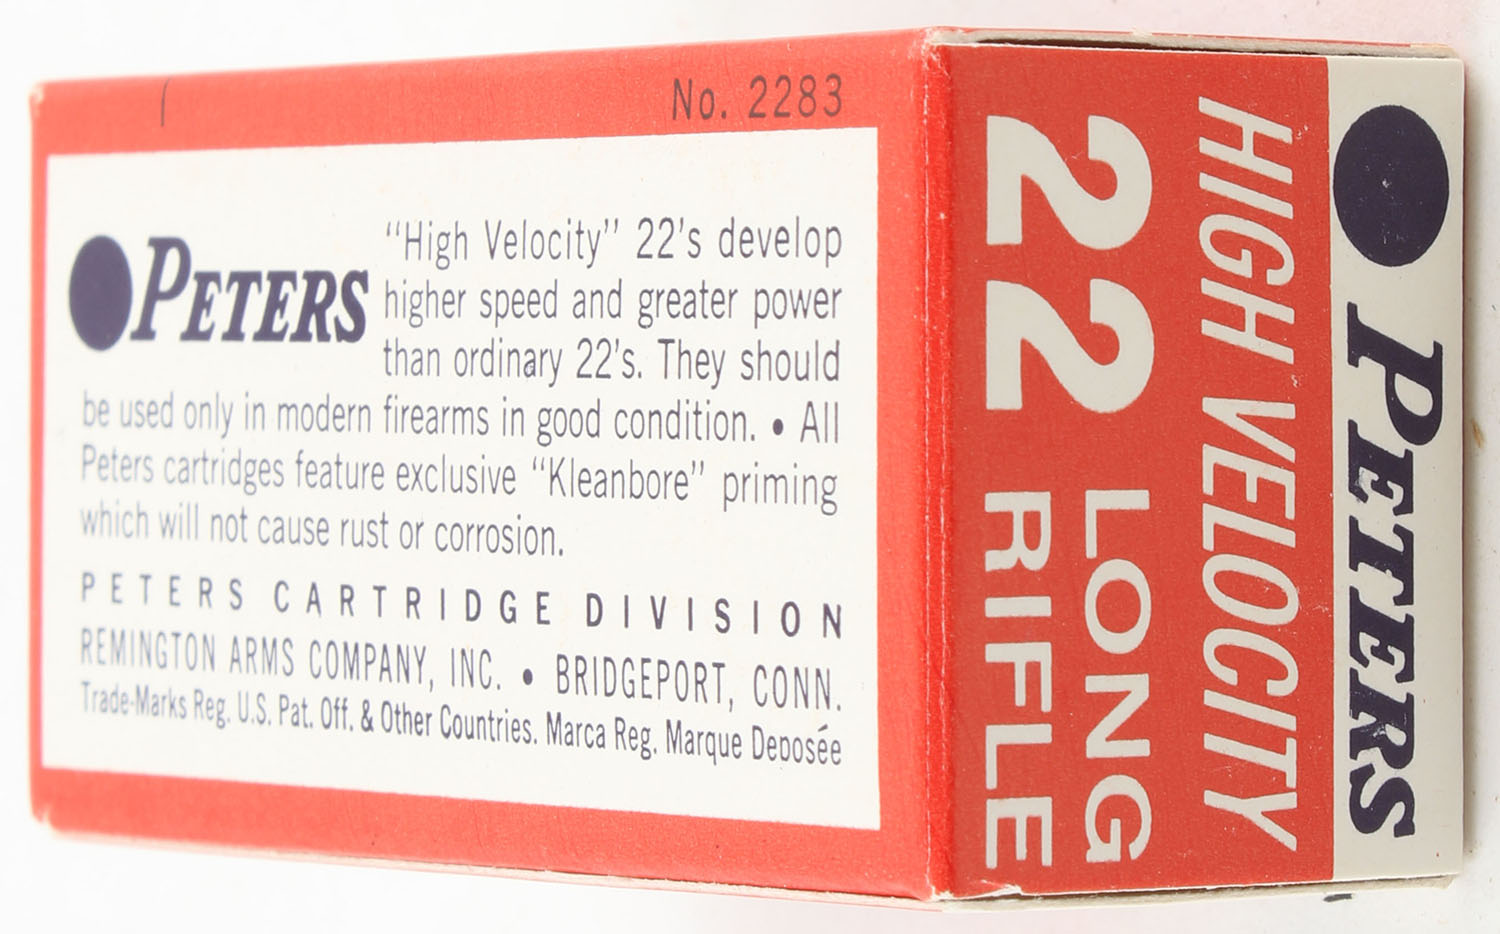 No. 2283
PETERS
"High Velocity" 22's develop
higher speed and greater power
than ordinary 22's. They should
be used only in modern firearms in good condition. • All
Peters cartridges feature exclusive "Kleanbore" priming
which will not cause rust or corrosion.
PETERS CARTRIDGE DIVISION
REMINGTON ARMS COMPANY, INC. • BRIDGEPORT, CONN.
Trade-Marks Reg. U.S. Pat. Off. & Other Countries. Marca Reg. Marque Deposée
PETERS
HIGH VELOCITY
22 LONG
22 RIFLE